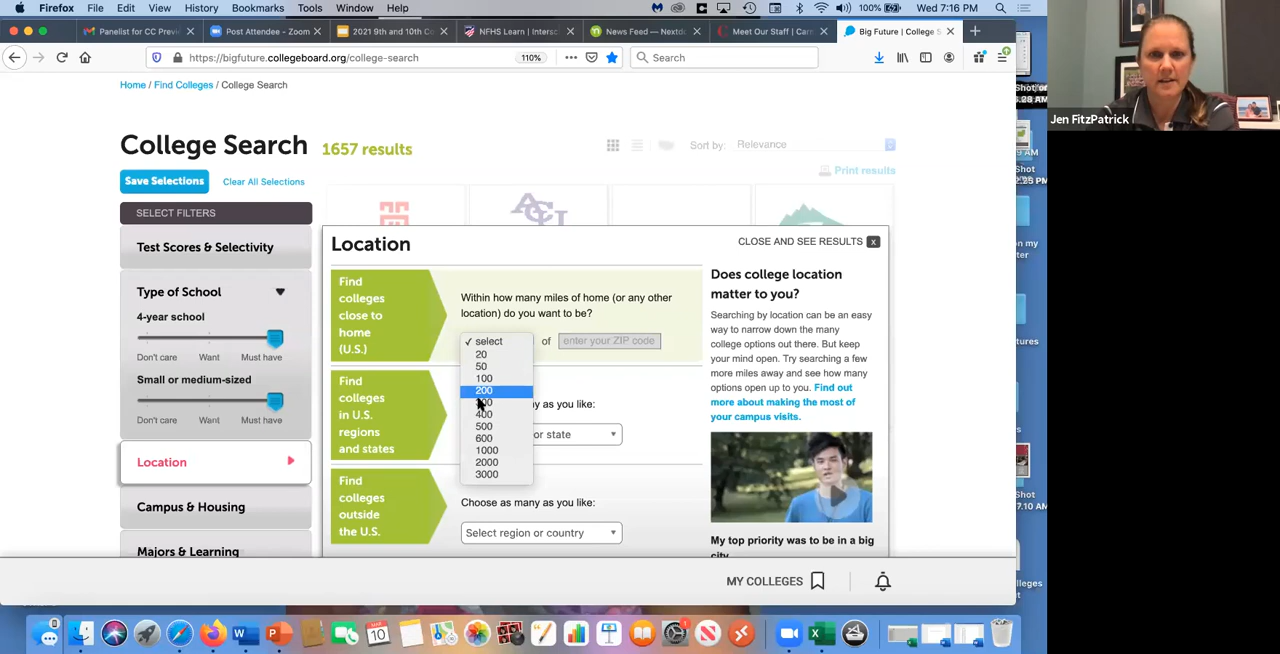 Firefox File Edit View History Bookmarks Tools Window Help 100% Wed 7:16 PM
Panelist for CC Previ Post Attendee - Zoom 2021 9th and 10th C NFHS Learn | Intersc News Feed — Nextdo Meet Our Staff | Carn Big Future | College S
https://bigfuture.collegeboard.org/college-search 110% Search
Home / Find Colleges / College Search
College Search 1657 results
Sort by: Relevance
Print results
Save Selections Clear All Selections
SELECT FILTERS
Test Scores & Selectivity
Type of School
4-year school
Don't care Want Must have
Small or medium-sized
Don't care Want Must have
Location
Campus & Housing
Majors & Learning
Location
CLOSE AND SEE RESULTS x
Find
colleges
close to
home
(U.S.)
Within how many miles of home (or any other
location) do you want to be?
✓ select of enter your ZIP code
20
50
100
200
400
500
600
1000
2000
3000
Find
colleges
in U.S.
regions
and states
y as you like:
or state
Find
colleges
outside
the U.S.
Choose as many as you like:
Select region or country
Does college location
matter to you?
Searching by location can be an easy
way to narrow down the many
college options out there. But keep
your mind open. Try searching a few
more miles away and see how many
options open up to you. Find out
more about making the most of
your campus visits.
My top priority was to be in a big
city
MY COLLEGES
Jen FitzPatrick
MAR
10